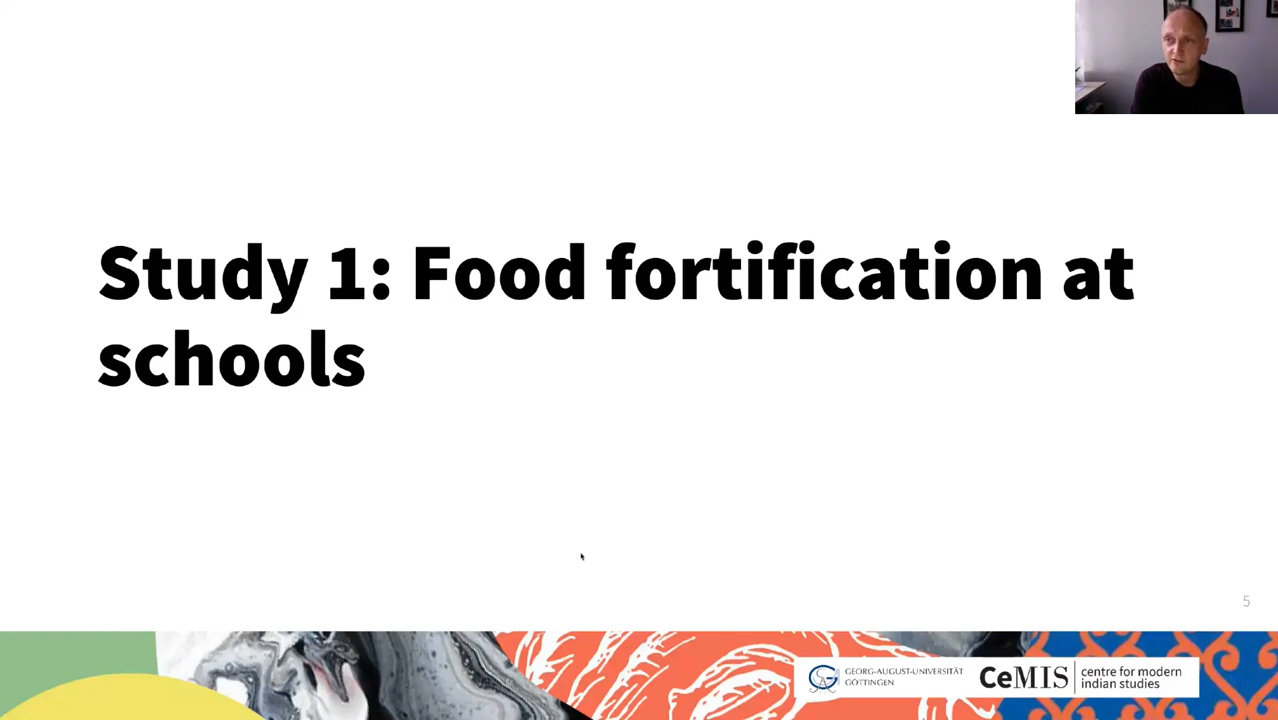 Study 1: Food fortification at
schools
5
GEORG-AUGUST-UNIVERSITÄT
GÖTTINGEN
CeMIS
centre for modern
indian studies